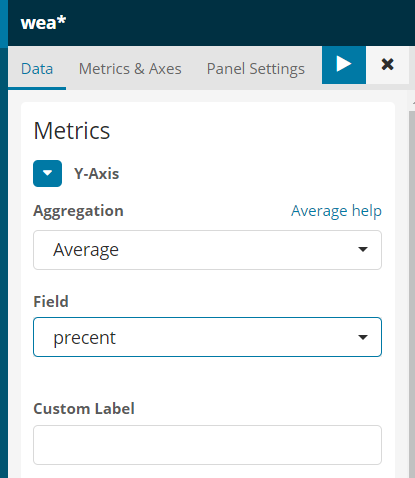 wea*
Data Metrics & Axes Panel Settings
Metrics
Y-Axis
Aggregation Average help
Average
Field
precent
Custom Label